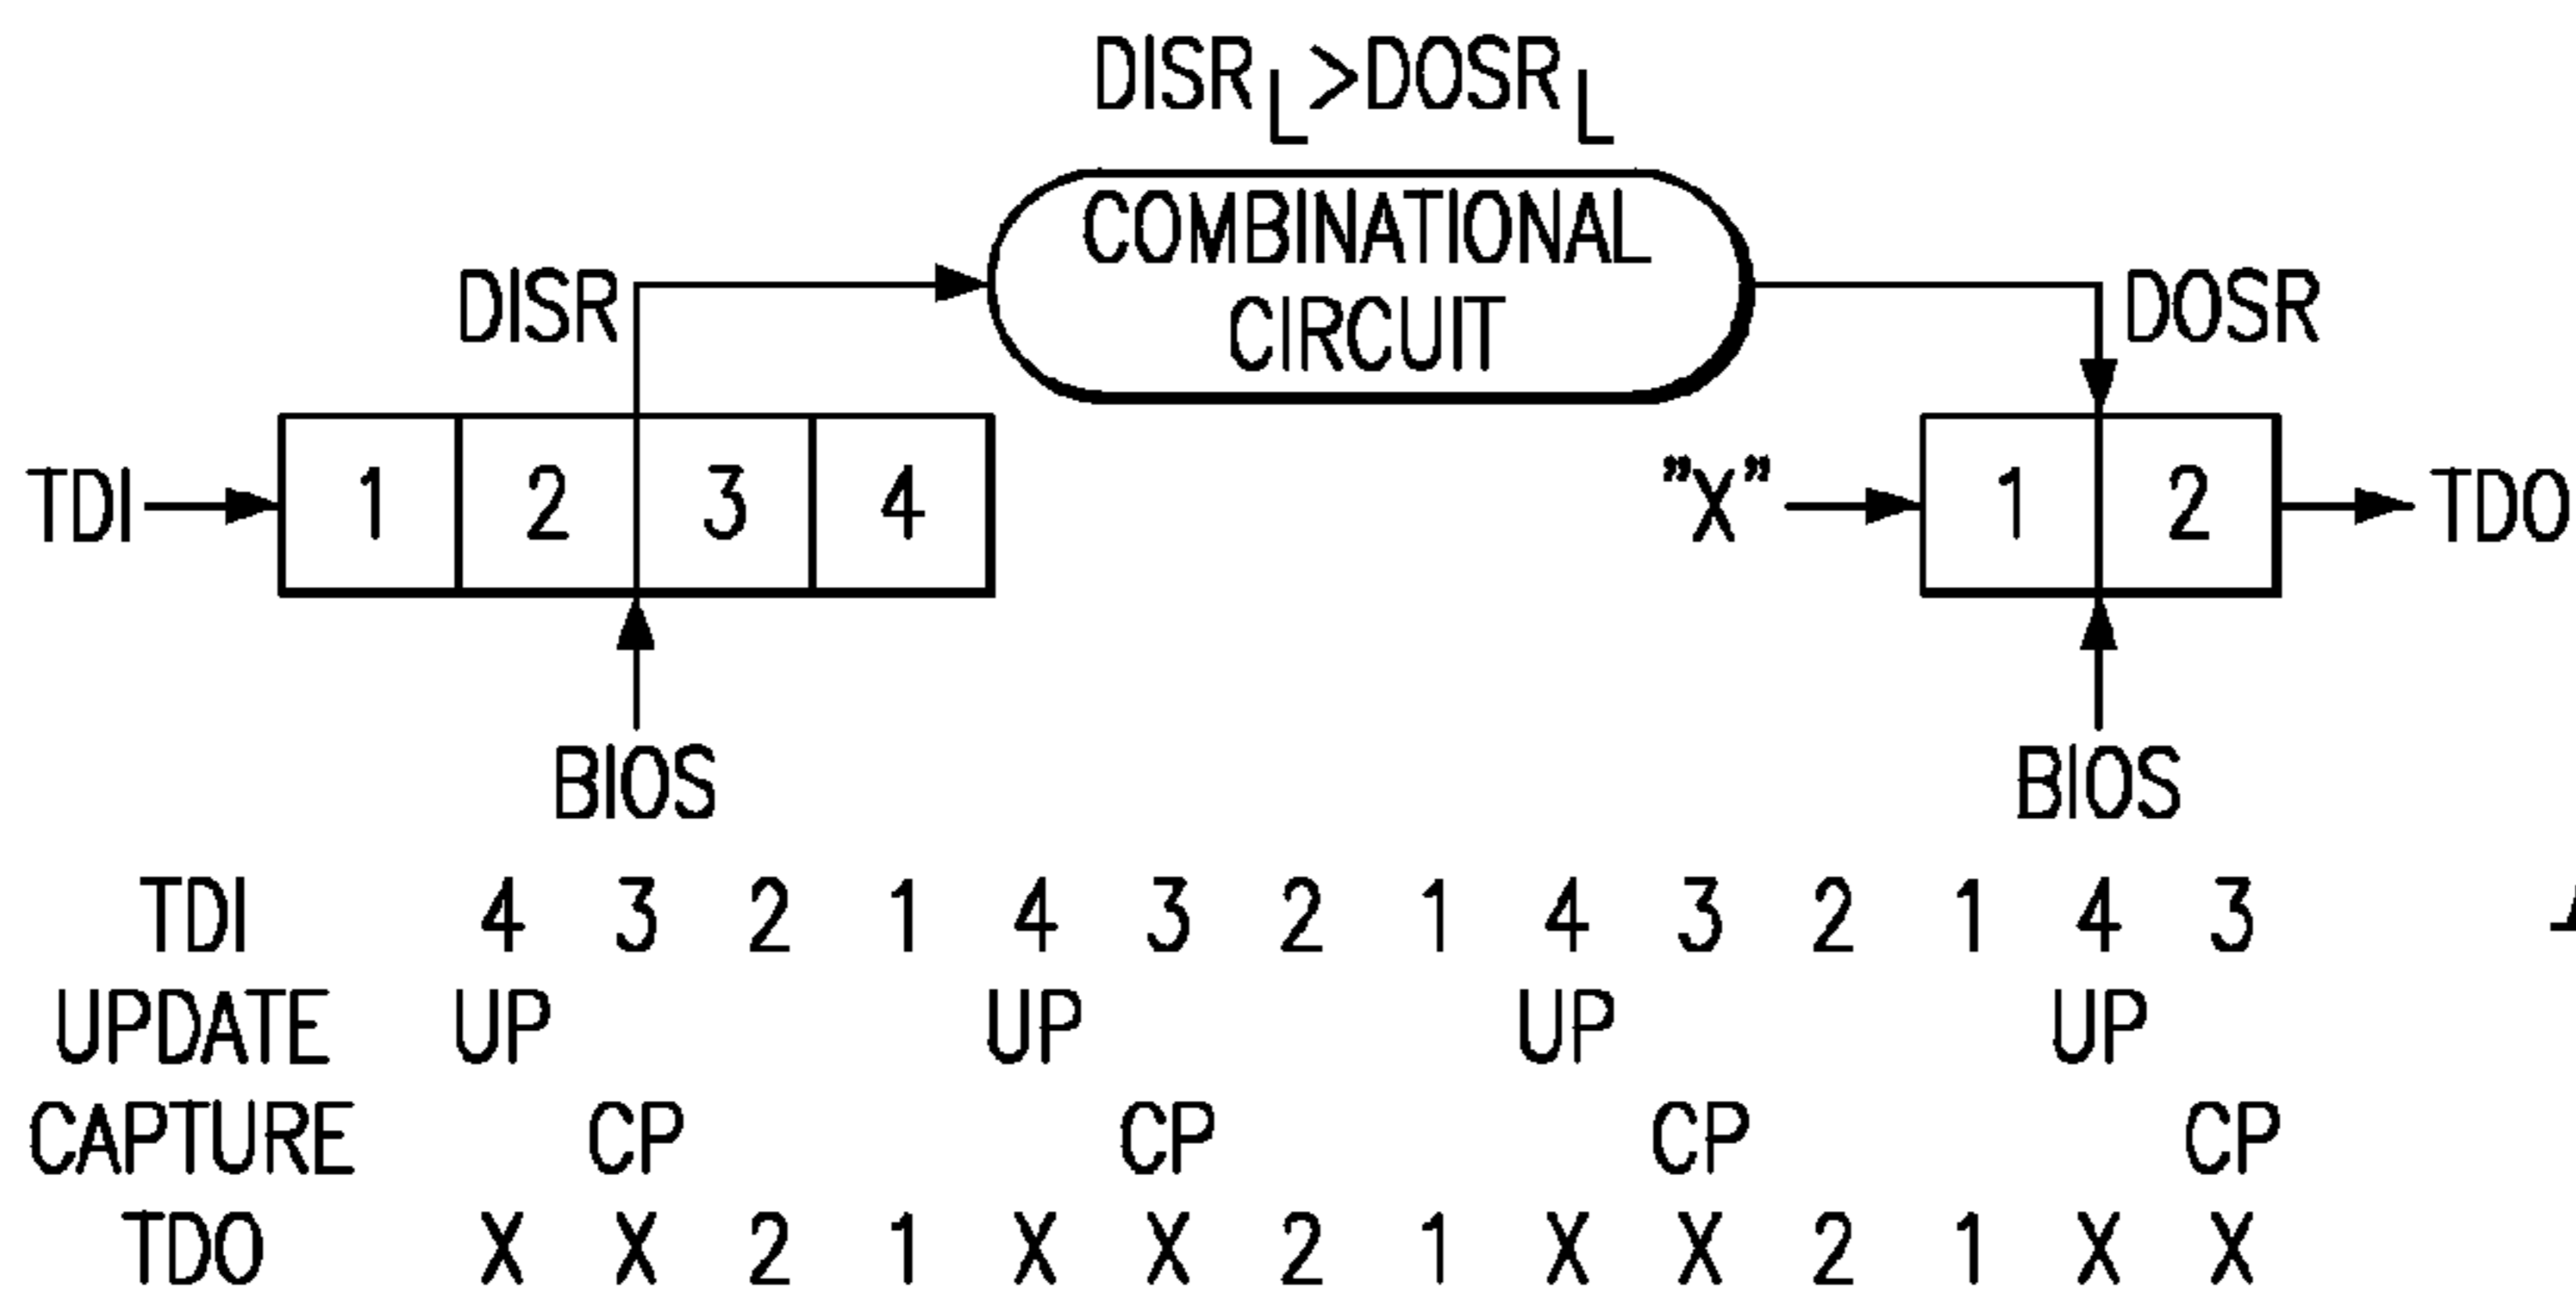 DISR L > DOSR L
COMBINATIONAL
CIRCUIT
DISR
DOSR
TDI 1 2 3 4 "X" 1 2 TDO
BIOS BIOS
TDI 4 3 2 1 4 3 2 1 4 3 2 1 4 3
UPDATE UP UP UP UP
CAPTURE CP CP CP CP
TDO X X 2 1 X X 2 1 X X 2 1 X X